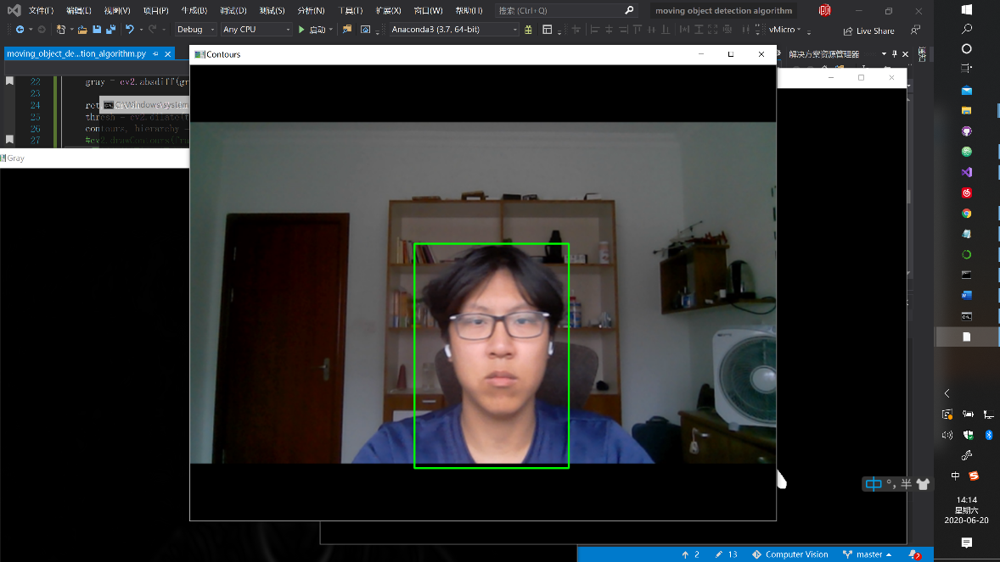 文件(F) 编辑(E) 视图(V) 项目(P) 生成(B) 调试(D) 测试(S) 分析(N) 工具(T) 扩展(X) 窗口(W) 帮助(H) 搜索 (Ctrl+Q) moving object detection algorithm 顾
Debug Any CPU 启动 Anaconda3 (3.7, 64-bit) vMicro Live Share
moving_object_de...tion_algorithm.py
Contours
解决方案资源管理器
22 gray = cv2.absdiff(gr
23
24 ret C:\Windows\system
25 thresh = cv2.dilate(t
26 contours, hierarchy =
27 #cv2.drawContours(fra
Gray
中 °, 半
中
14:14
星期六
2020-06-20
2 13 Computer Vision master 2